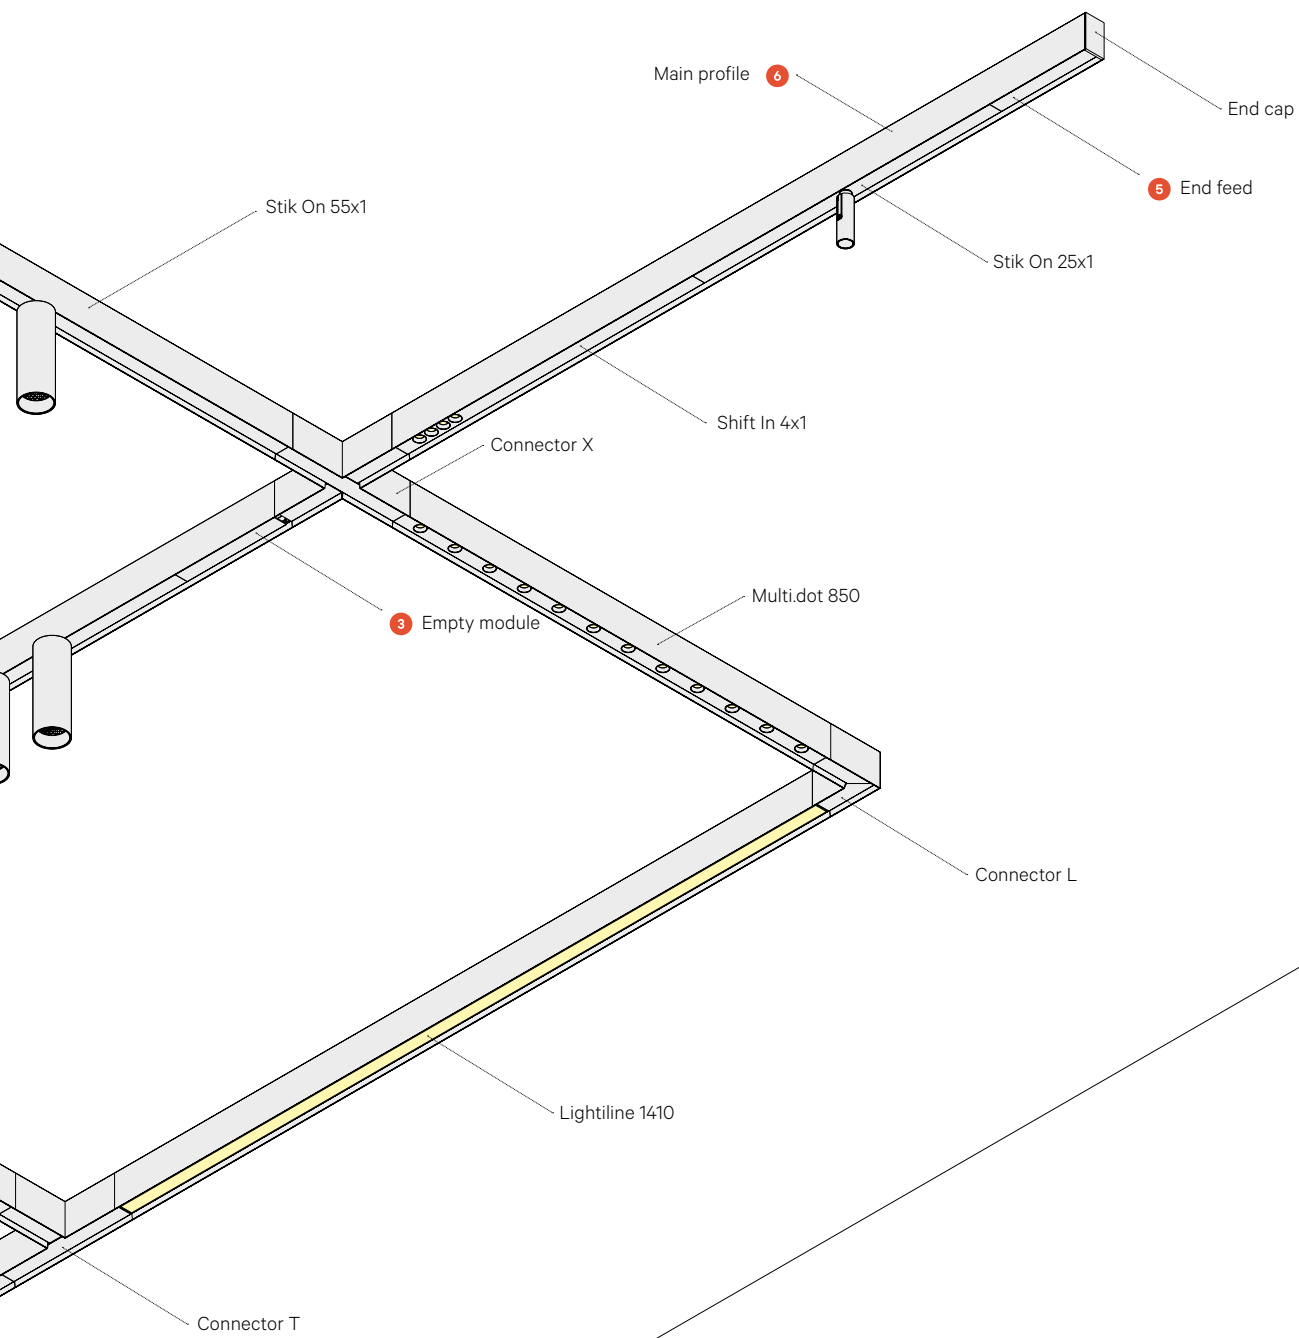 Main profile 6
End cap
5 End feed
Stik On 55x1
Stik On 25x1
Shift In 4x1
Connector X
Multi.dot 850
3 Empty module
Connector L
Lightiline 1410
Connector T